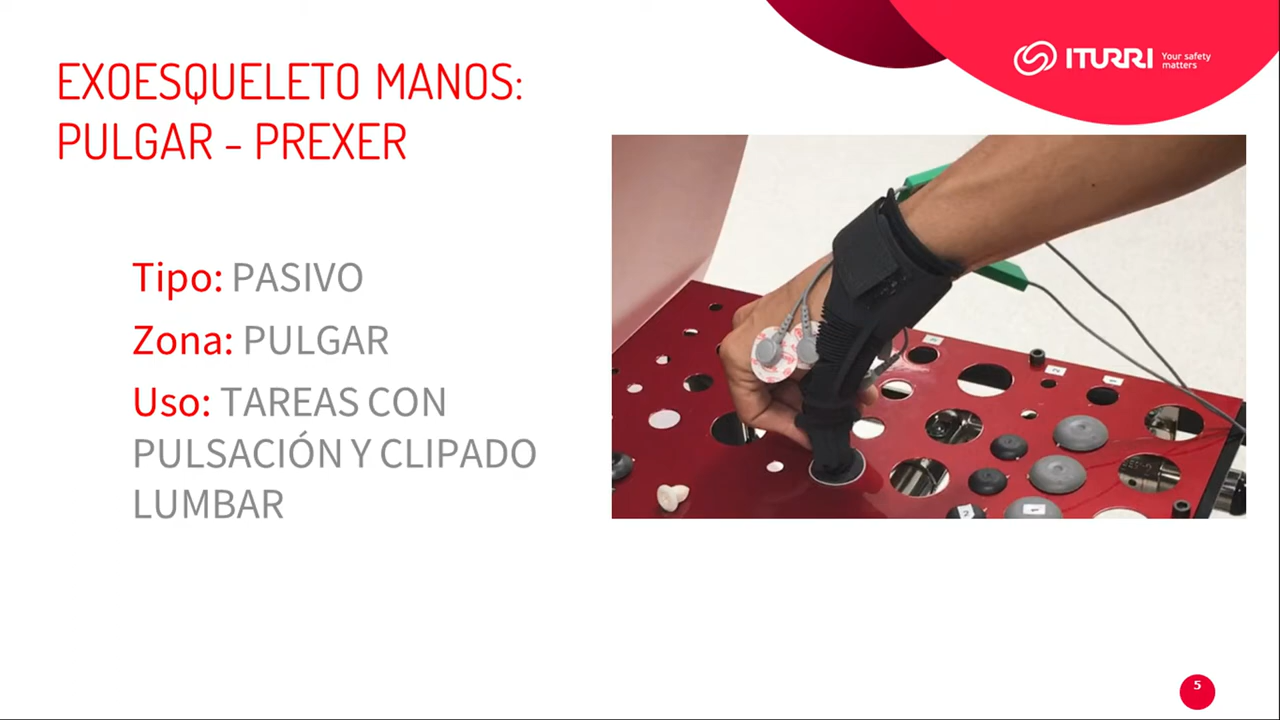 EXOESQUELETO MANOS:
PULGAR - PREXER
ITURRI
Your safety
matters
Tipo: PASIVO
Zona: PULGAR
Uso: TAREAS CON
PULSACIÓN Y CLIPADO
LUMBAR
5